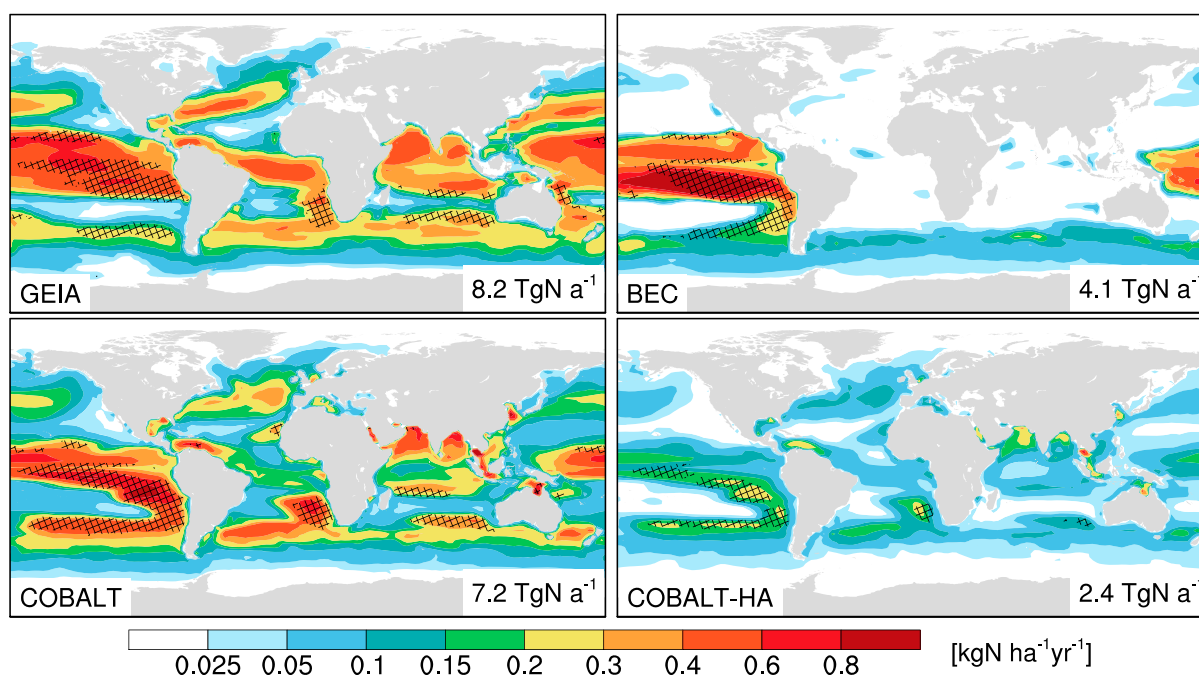 GEIA
8.2 TgN a⁻¹
BEC
4.1 TgN a⁻¹
COBALT
7.2 TgN a⁻¹
COBALT-HA
2.4 TgN a⁻¹
0.025 0.05 0.1 0.15 0.2 0.3 0.4 0.6 0.8 [kgN ha⁻¹yr⁻¹]